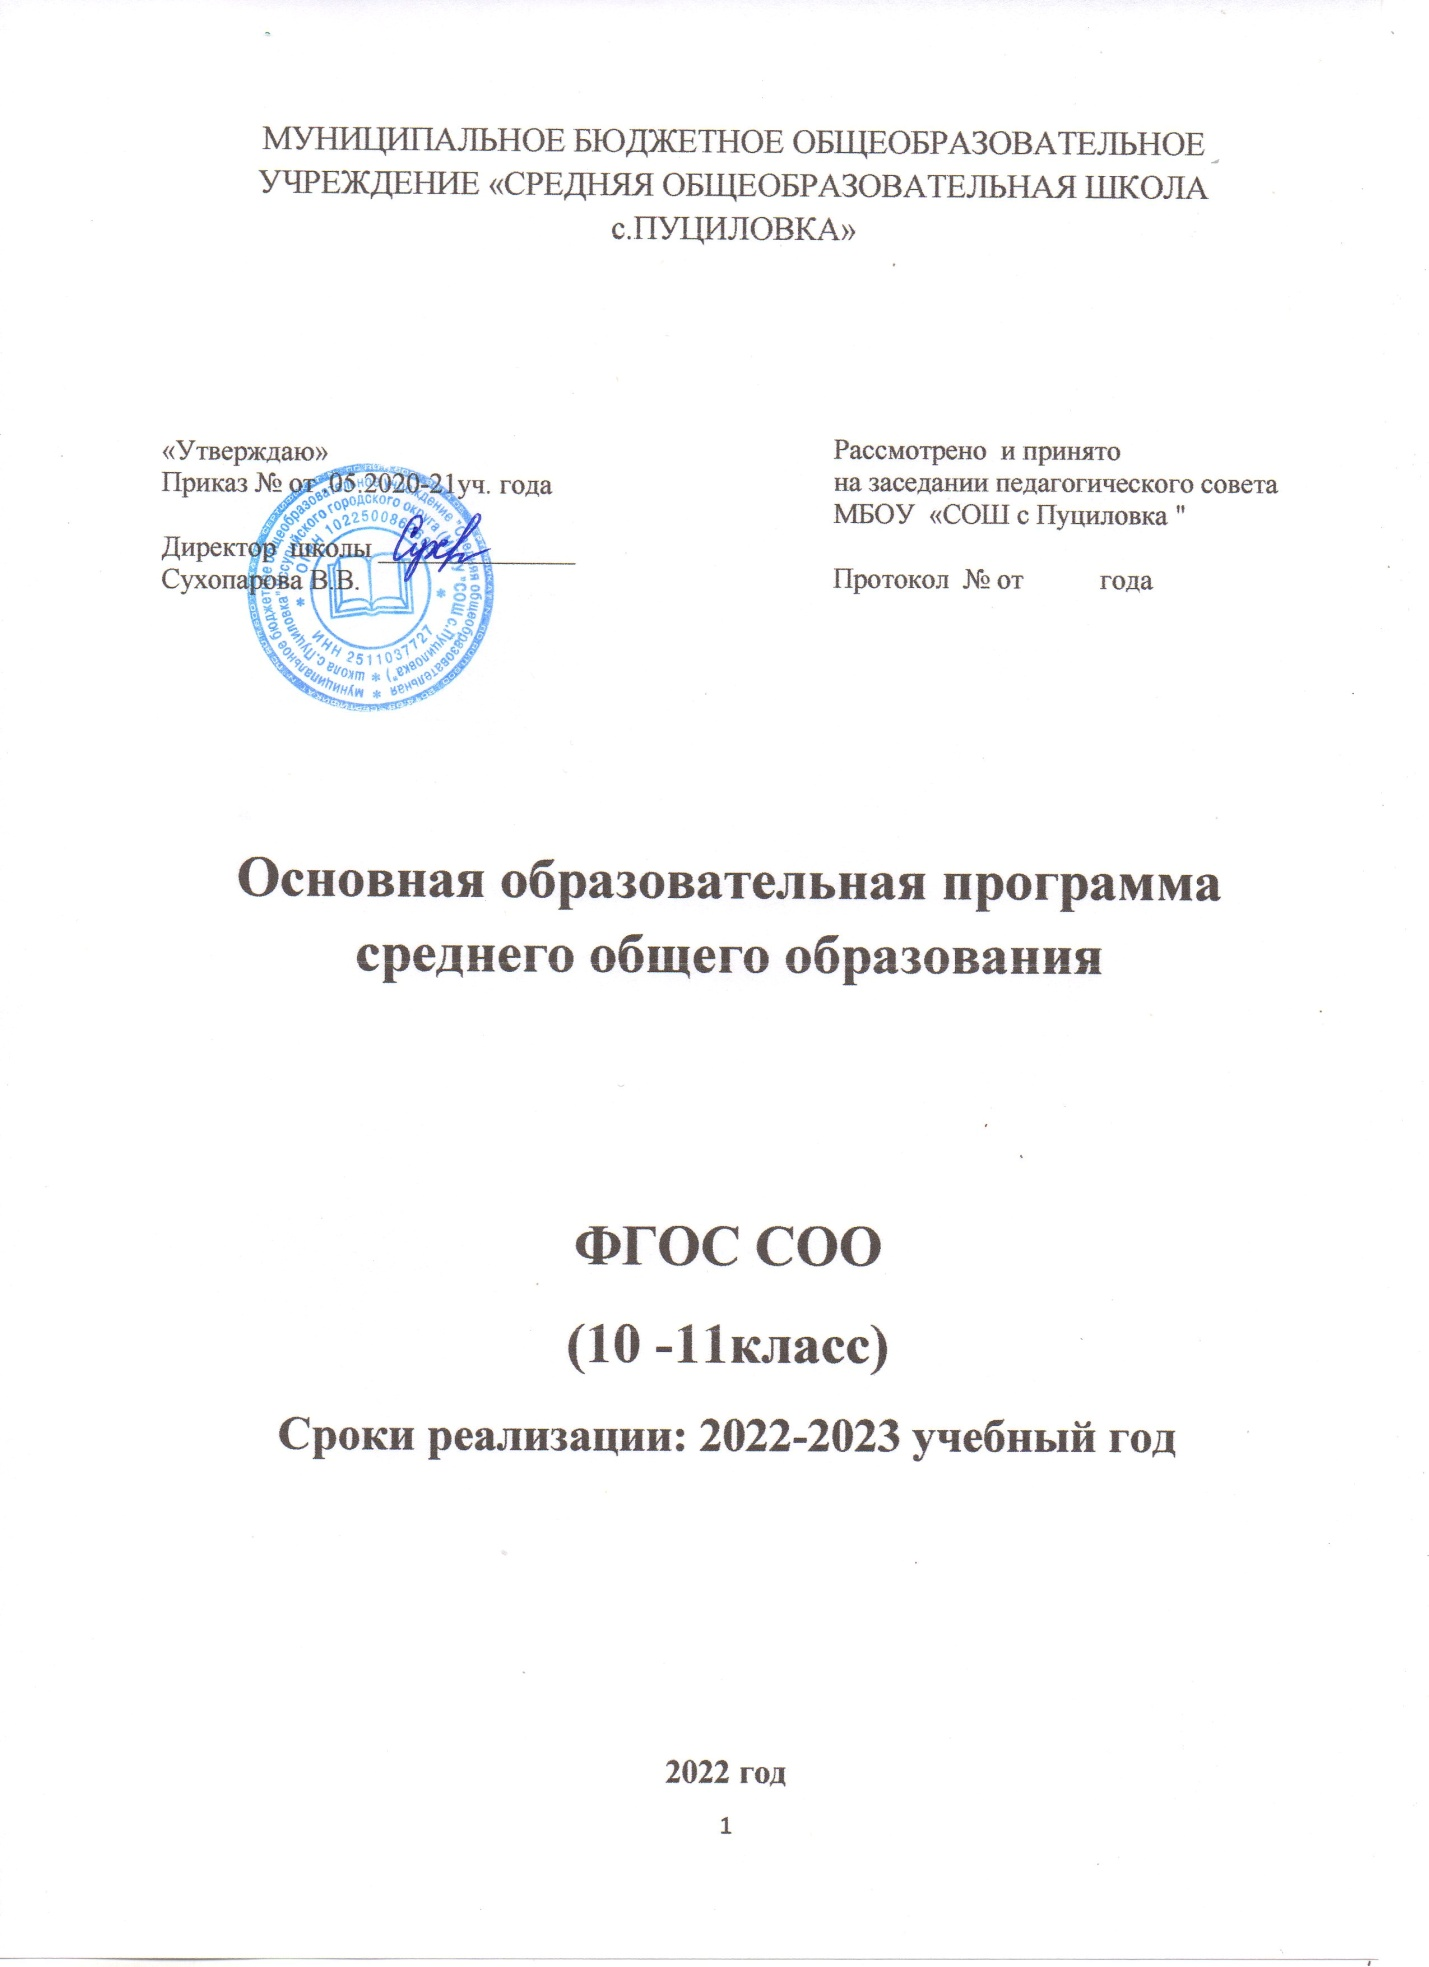 МУНИЦИПАЛЬНОЕ БЮДЖЕТНОЕ ОБЩЕОБРАЗОВАТЕЛЬНОЕ
УЧРЕЖДЕНИЕ «СРЕДНЯЯ ОБЩЕОБРАЗОВАТЕЛЬНАЯ ШКОЛА
с.ПУЦИЛОВКА»
«Утверждаю»
Приказ № от .05.2020-21уч. года
Директор школы
Сухопарова В.В.
Рассмотрено и принято
на заседании педагогического совета
МБОУ «СОШ с Пуциловка "
Протокол № от года
ИНН 2511037727
Основная образовательная программа
среднего общего образования
ФГОС СОО
(10 -11класс)
Сроки реализации: 2022-2023 учебный год
2022 год
1